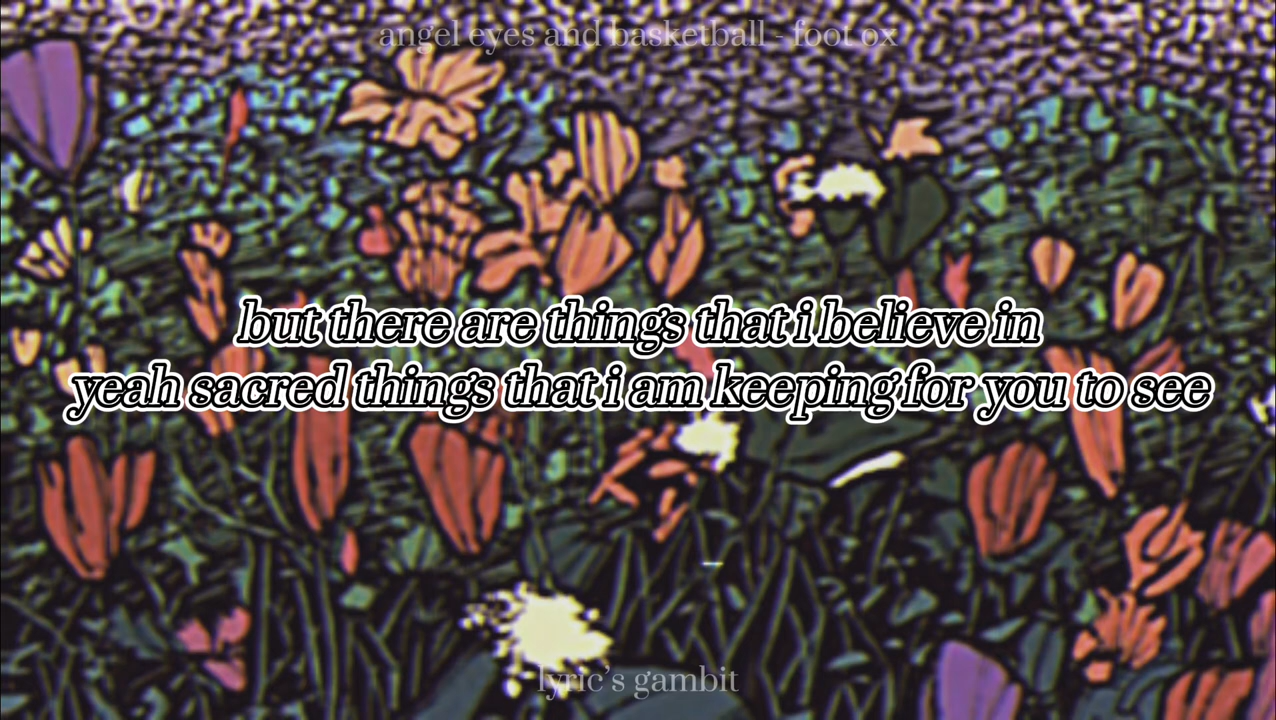 angel eyes and basketball - foot ox
but there are things that i believe in
yeah sacred things that i am keeping for you to see
lyric's gambit